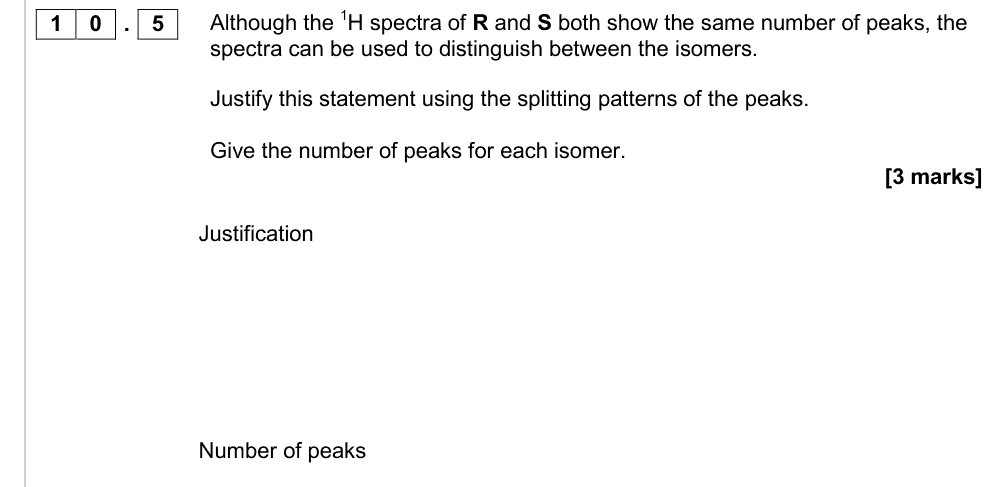 10.5 Although the ¹H spectra of R and S both show the same number of peaks, the
spectra can be used to distinguish between the isomers.
Justify this statement using the splitting patterns of the peaks.
Give the number of peaks for each isomer.
[3 marks]
Justification
Number of peaks